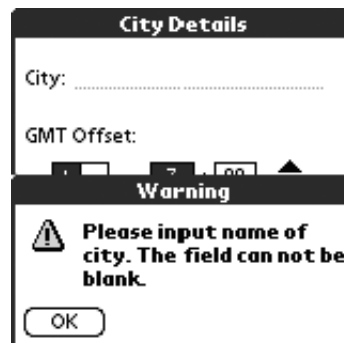 City Details
City:
GMT Offset:
Warning
Please input name of
city. The field can not be
blank.
OK